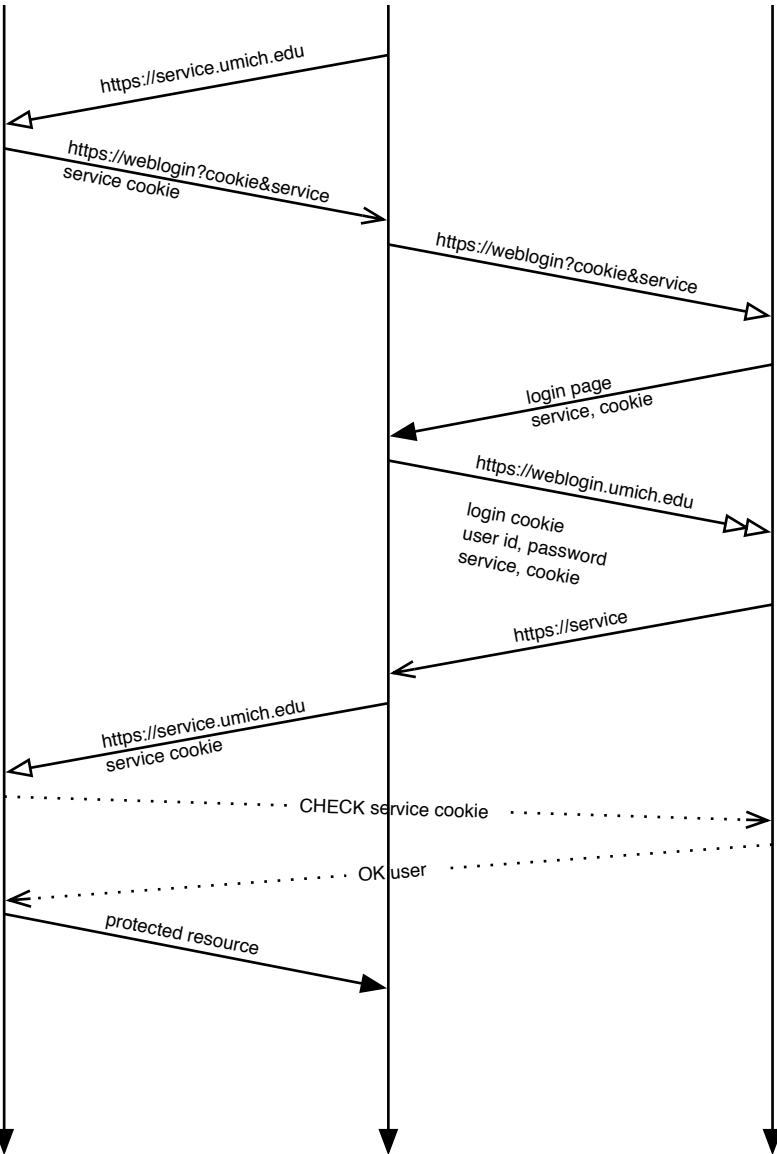 https://service.umich.edu
https://weblogin?cookie&service
service cookie
https://weblogin?cookie&service
login page
service, cookie
https://weblogin.umich.edu
login cookie
user id, password
service, cookie
https://service
https://service.umich.edu
service cookie
CHECK service cookie
OK user
protected resource